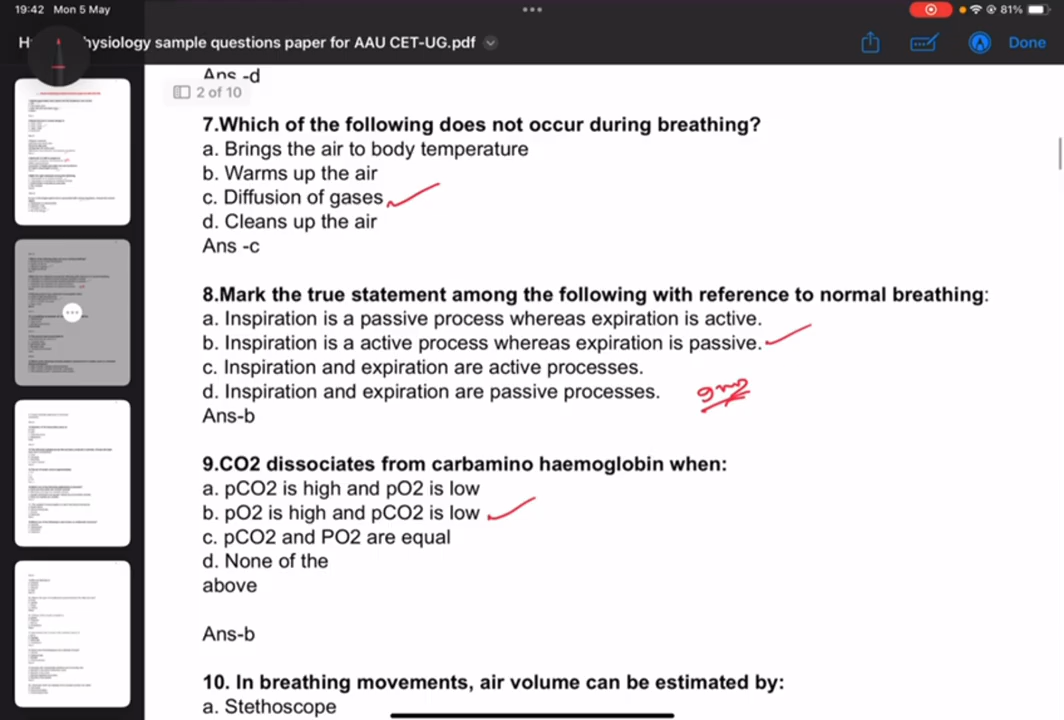 19:42 Mon 5 May
81%
hysiology sample questions paper for AAU CET-UG.pdf
Done
Ans -d
2 of 10
7.Which of the following does not occur during breathing?
a. Brings the air to body temperature
b. Warms up the air
c. Diffusion of gases
d. Cleans up the air
Ans -c
8.Mark the true statement among the following with reference to normal breathing:
a. Inspiration is a passive process whereas expiration is active.
b. Inspiration is a active process whereas expiration is passive.
c. Inspiration and expiration are active processes.
d. Inspiration and expiration are passive processes.
Ans-b
9.CO2 dissociates from carbamino haemoglobin when:
a. pCO2 is high and pO2 is low
b. pO2 is high and pCO2 is low
c. pCO2 and PO2 are equal
d. None of the
above
Ans-b
10. In breathing movements, air volume can be estimated by:
a. Stethoscope